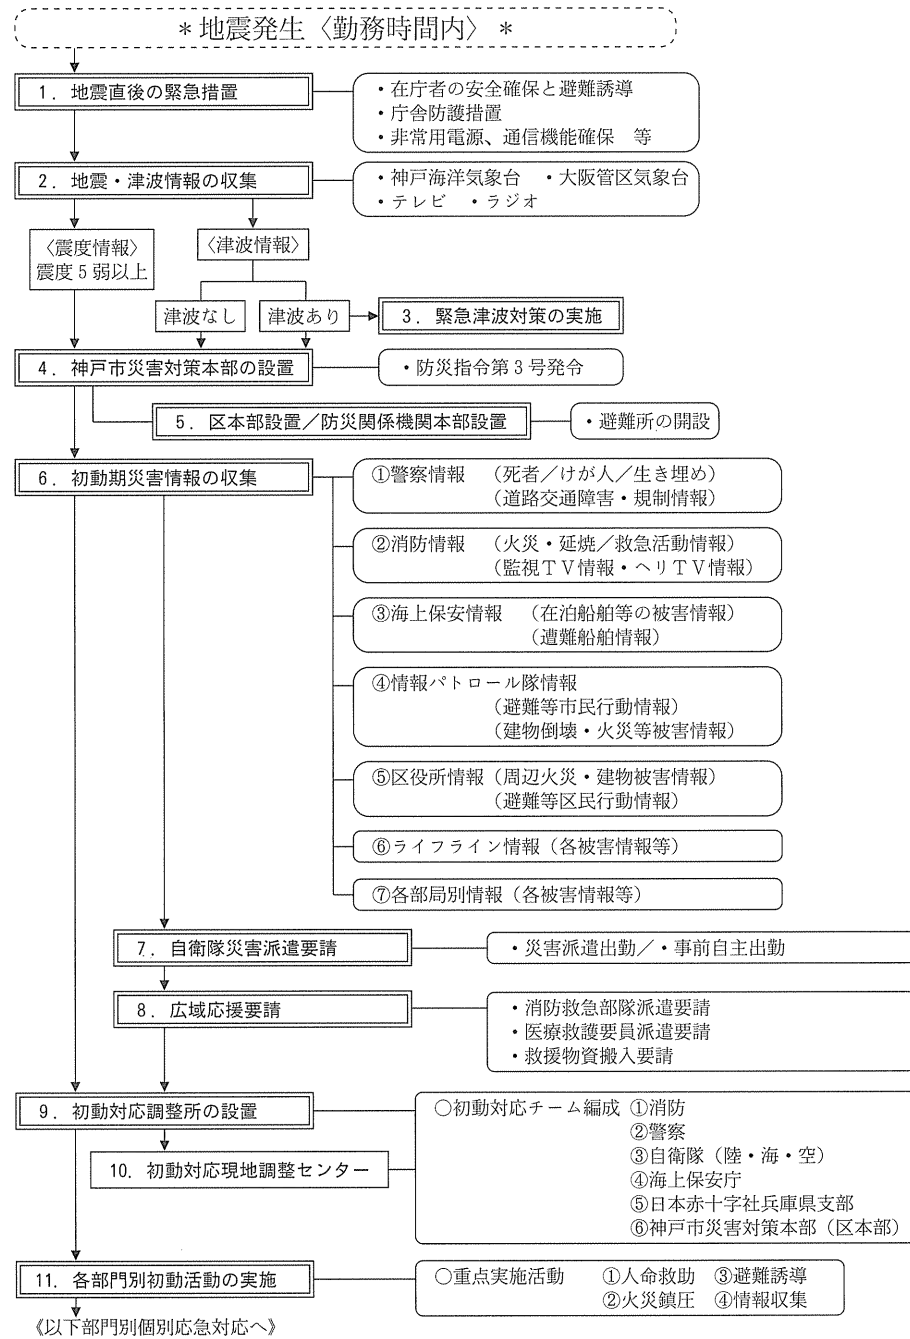 ＊地震発生〈勤務時間内〉＊
1．地震直後の緊急措置
・在庁者の安全確保と避難誘導
・庁舎防護措置
・非常用電源、通信機能確保　等
2．地震・津波情報の収集
・神戸海洋気象台　・大阪管区気象台
・テレビ　・ラジオ
〈震度情報〉
震度5弱以上
〈津波情報〉
津波なし
津波あり
3．緊急津波対策の実施
4．神戸市災害対策本部の設置
・防災指令第3号発令
5．区本部設置／防災関係機関本部設置
・避難所の開設
6．初動期災害情報の収集
①警察情報　（死者／けが人／生き埋め）
（道路交通障害・規制情報）
②消防情報　（火災・延焼／救急活動情報）
（監視ＴＶ情報・ヘリＴＶ情報）
③海上保安情報　（在泊船舶等の被害情報）
（遭難船舶情報）
④情報パトロール隊情報
（避難等市民行動情報）
（建物倒壊・火災等被害情報）
⑤区役所情報（周辺火災・建物被害情報）
（避難等区民行動情報）
⑥ライフライン情報（各被害情報等）
⑦各部局別情報（各被害情報等）
7．自衛隊災害派遣要請
・災害派遣出動／・事前自主出動
8．広域応援要請
・消防救急部隊派遣要請
・医療救護要員派遣要請
・救援物資搬入要請
9．初動対応調整所の設置
○初動対応チーム編成 ①消防
②警察
③自衛隊（陸・海・空）
④海上保安庁
⑤日本赤十字社兵庫県支部
⑥神戸市災害対策本部（区本部）
10．初動対応現地調整センター
11．各部門別初動活動の実施
○重点実施活動　①人命救助　③避難誘導
②火災鎮圧　④情報収集
《以下部門別個別応急対応へ》